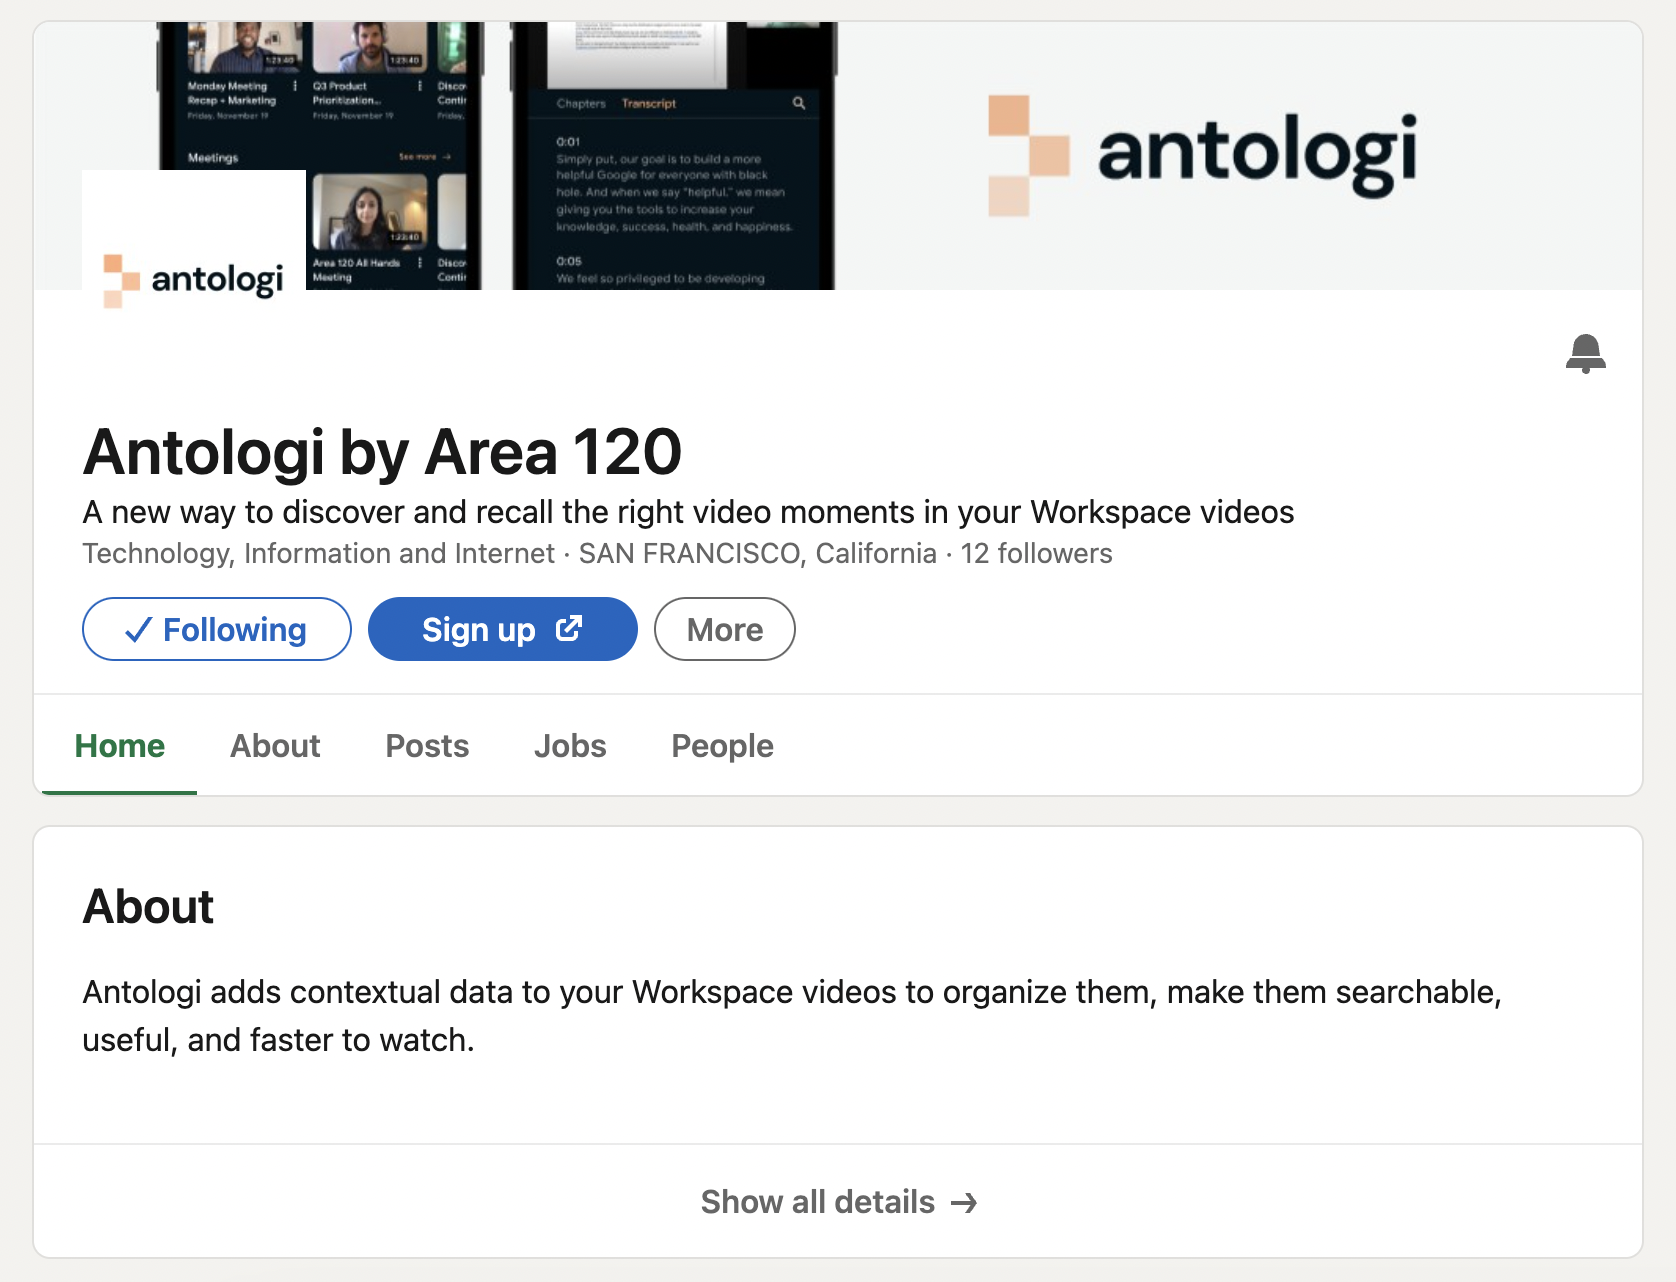 1:23:40
1:23:40
Monday Meeting
Recap + Marketing
Friday, November 19
Q3 Product
Prioritization...
Friday, November 19
Disco
Conti
Friday,
Meetings
See more →
1:23:40
Area 120 All Hands
Meeting
Disco
Conti
Chapters Transcript
0:01
Simply put, our goal is to build a more
helpful Google for everyone with black
hole. And when we say "helpful," we mean
giving you the tools to increase your
knowledge, success, health, and happiness.
0:05
We feel so privileged to be developing
antologi
antologi
Antologi by Area 120
A new way to discover and recall the right video moments in your Workspace videos
Technology, Information and Internet · SAN FRANCISCO, California · 12 followers
✓ Following
Sign up
More
Home About Posts Jobs People
About
Antologi adds contextual data to your Workspace videos to organize them, make them searchable,
useful, and faster to watch.
Show all details →